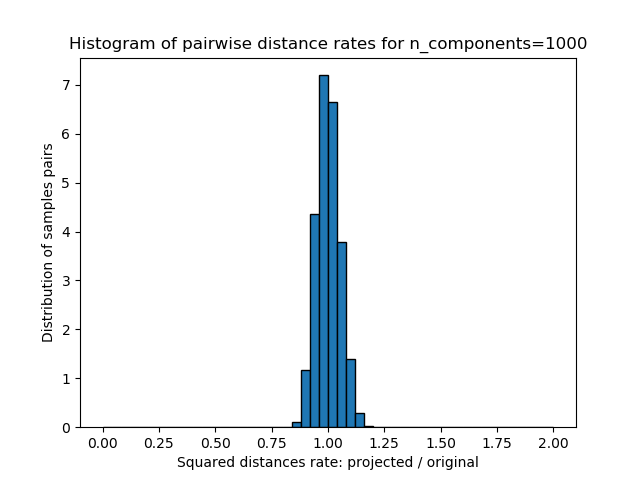 Histogram of pairwise distance rates for n_components=1000
7
6
5
4
3
2
1
0
Distribution of samples pairs
0.00 0.25 0.50 0.75 1.00 1.25 1.50 1.75 2.00
Squared distances rate: projected / original